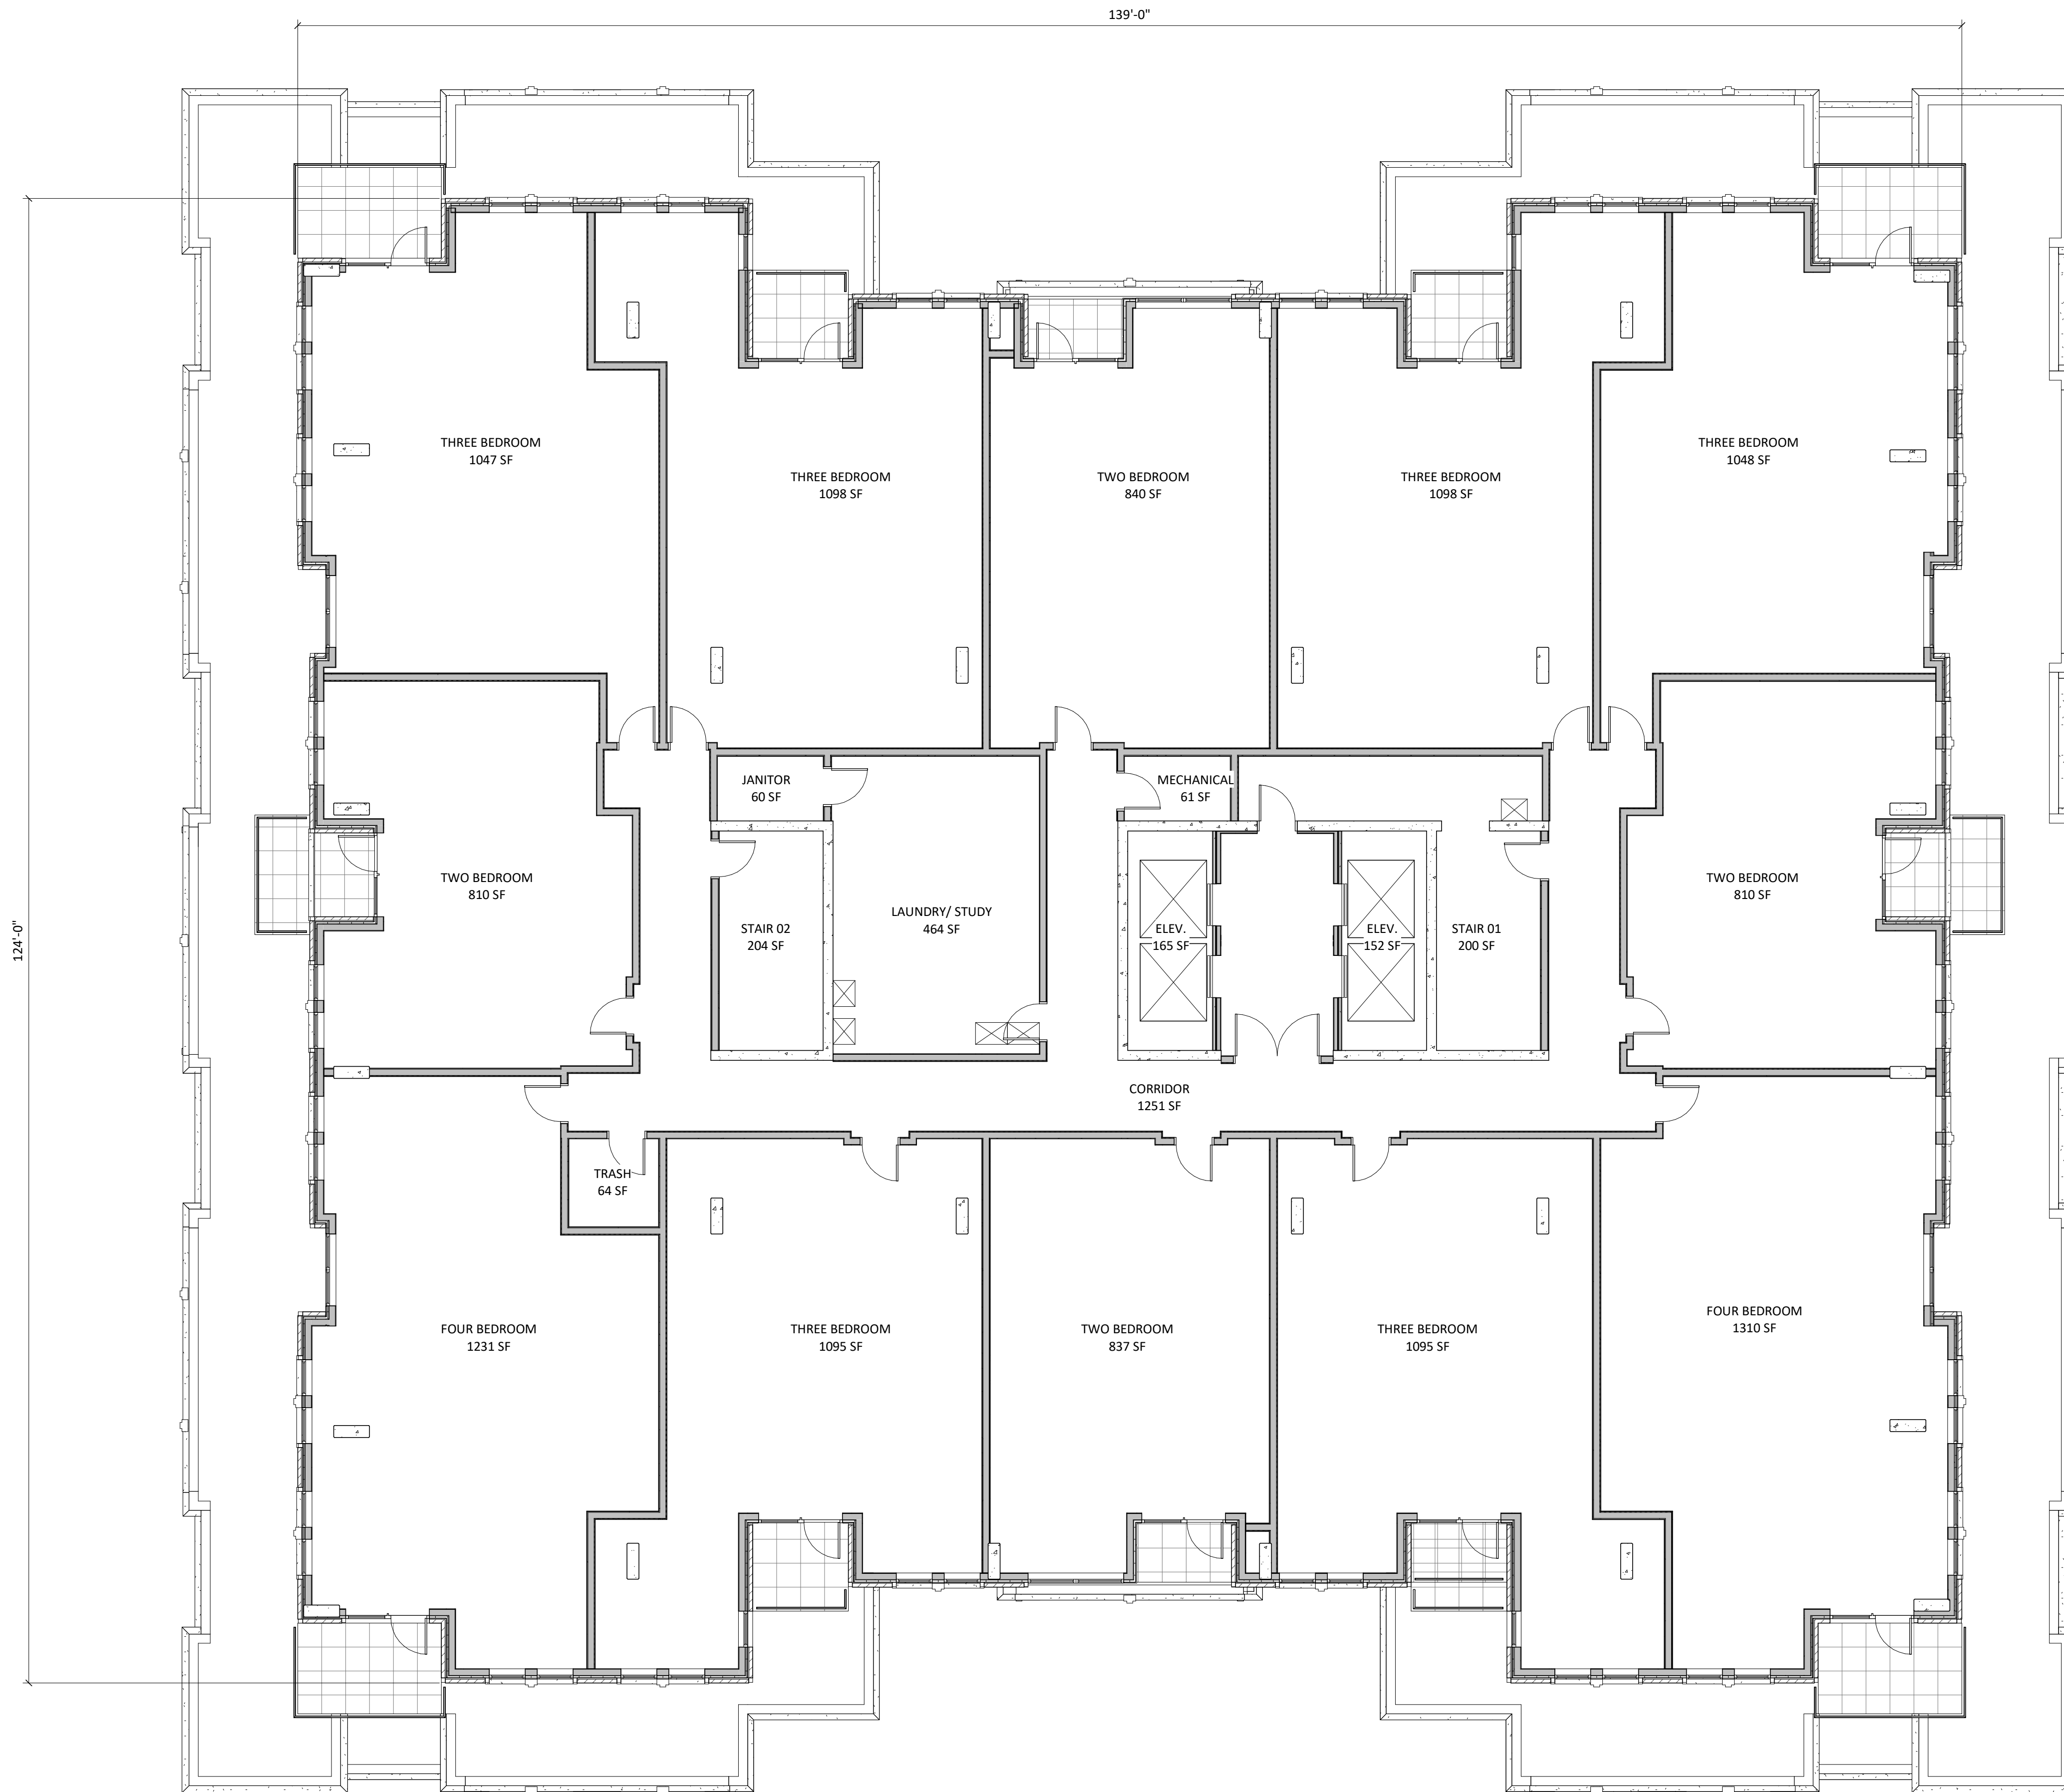 139'-0"
THREE BEDROOM
1047 SF
THREE BEDROOM
1098 SF
TWO BEDROOM
840 SF
THREE BEDROOM
1098 SF
THREE BEDROOM
1048 SF
JANITOR
60 SF
MECHANICAL
61 SF
TWO BEDROOM
810 SF
STAIR 02
204 SF
LAUNDRY/ STUDY
464 SF
ELEV.
165 SF
ELEV.
152 SF
STAIR 01
200 SF
TWO BEDROOM
810 SF
124'-0"
CORRIDOR
1251 SF
TRASH
64 SF
FOUR BEDROOM
1231 SF
THREE BEDROOM
1095 SF
TWO BEDROOM
837 SF
THREE BEDROOM
1095 SF
FOUR BEDROOM
1310 SF